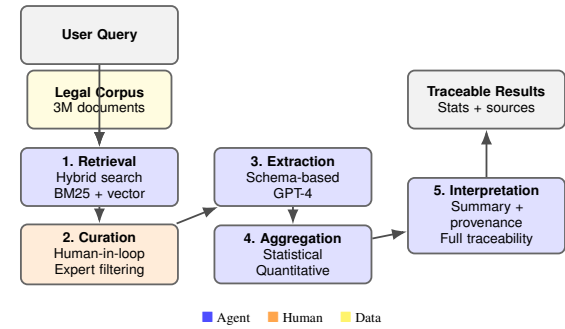 User Query
Legal Corpus
3M documents
1. Retrieval
Hybrid search
BM25 + vector
2. Curation
Human-in-loop
Expert filtering
3. Extraction
Schema-based
GPT-4
4. Aggregation
Statistical
Quantitative
Traceable Results
Stats + sources
5. Interpretation
Summary +
provenance
Full traceability
Agent Human Data